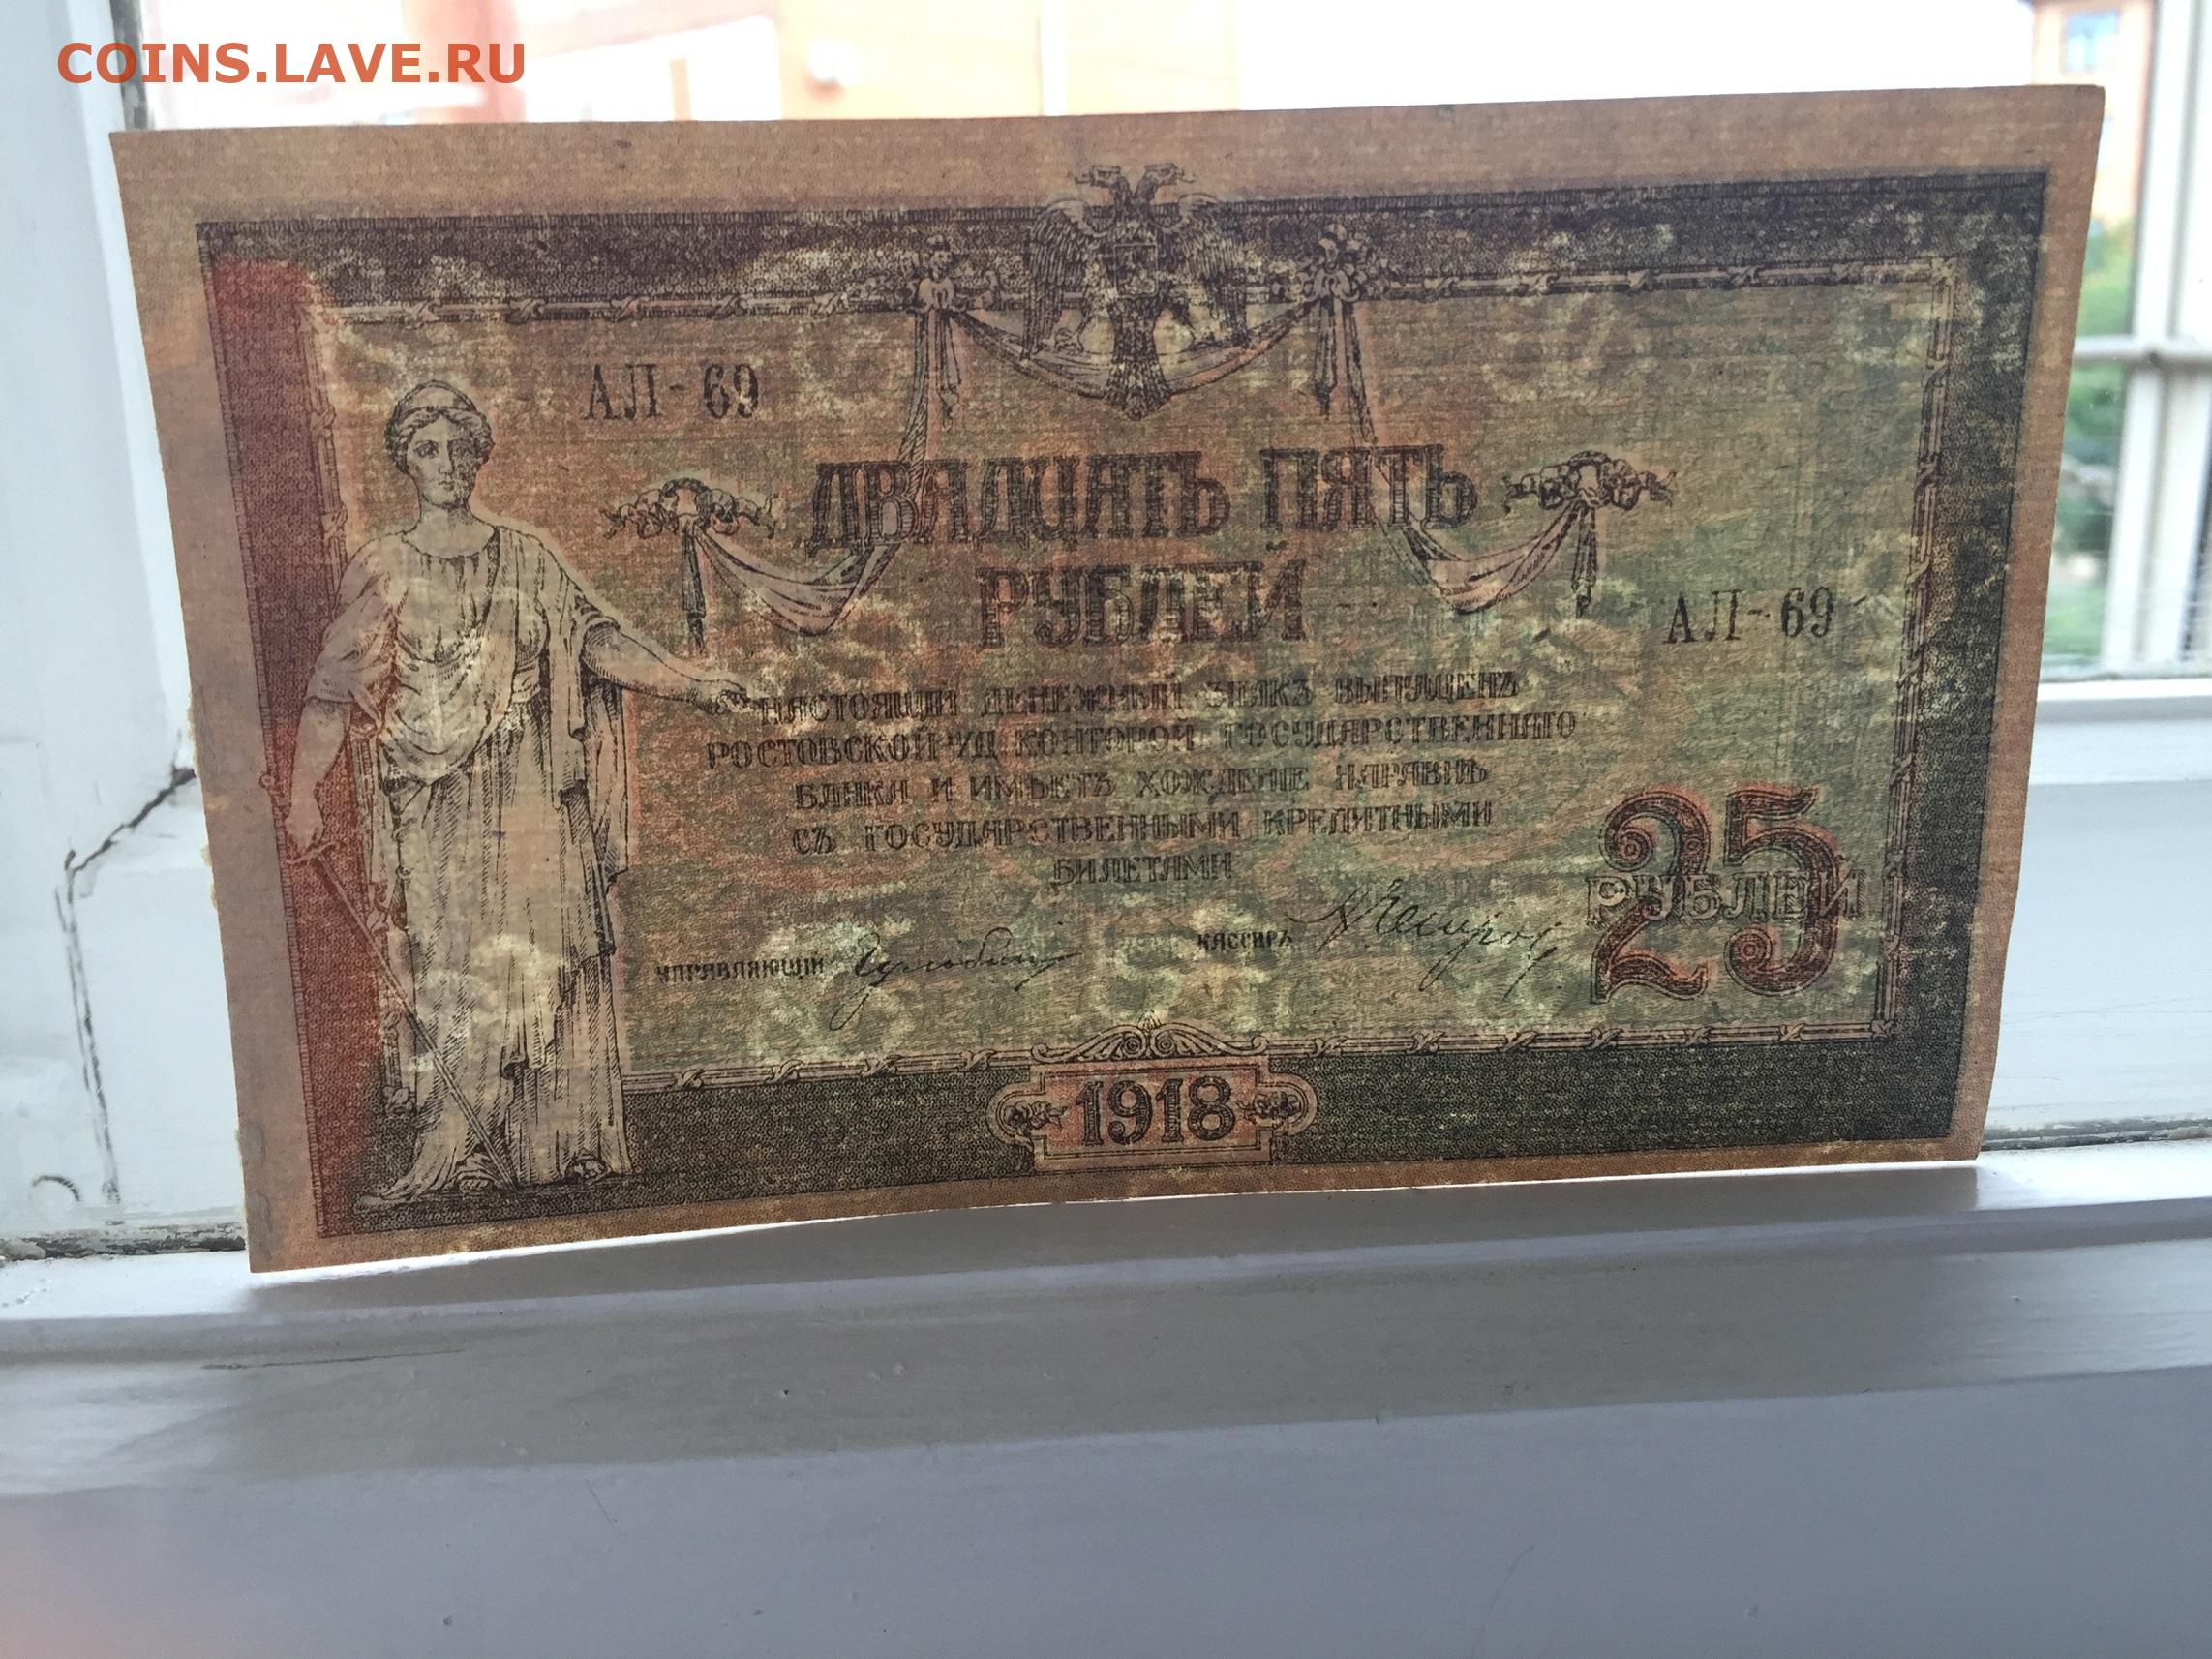 COINS.LAVE.RU
АЛ-69
ДВАДЦАТЬ ПЯТЬ
РУБЛЕЙ
АЛ-69
НАСТОЯЩІЙ ДЕНЕЖНЫЙ ЗНАКЪ ВЫПУЩЕНЪ
РОСТОВСКОЙ Н/Д КОНТОРОЙ ГОСУДАРСТВЕННАГО
БАНКА И ИМѢЕТЪ ХОЖДЕНІЕ НАРАВНѢ
СЪ ГОСУДАРСТВЕННЫМИ КРЕДИТНЫМИ
БИЛЕТАМИ
25
РУБЛЕЙ
УПРАВЛЯЮЩІЙ
КАССИРЪ
1918